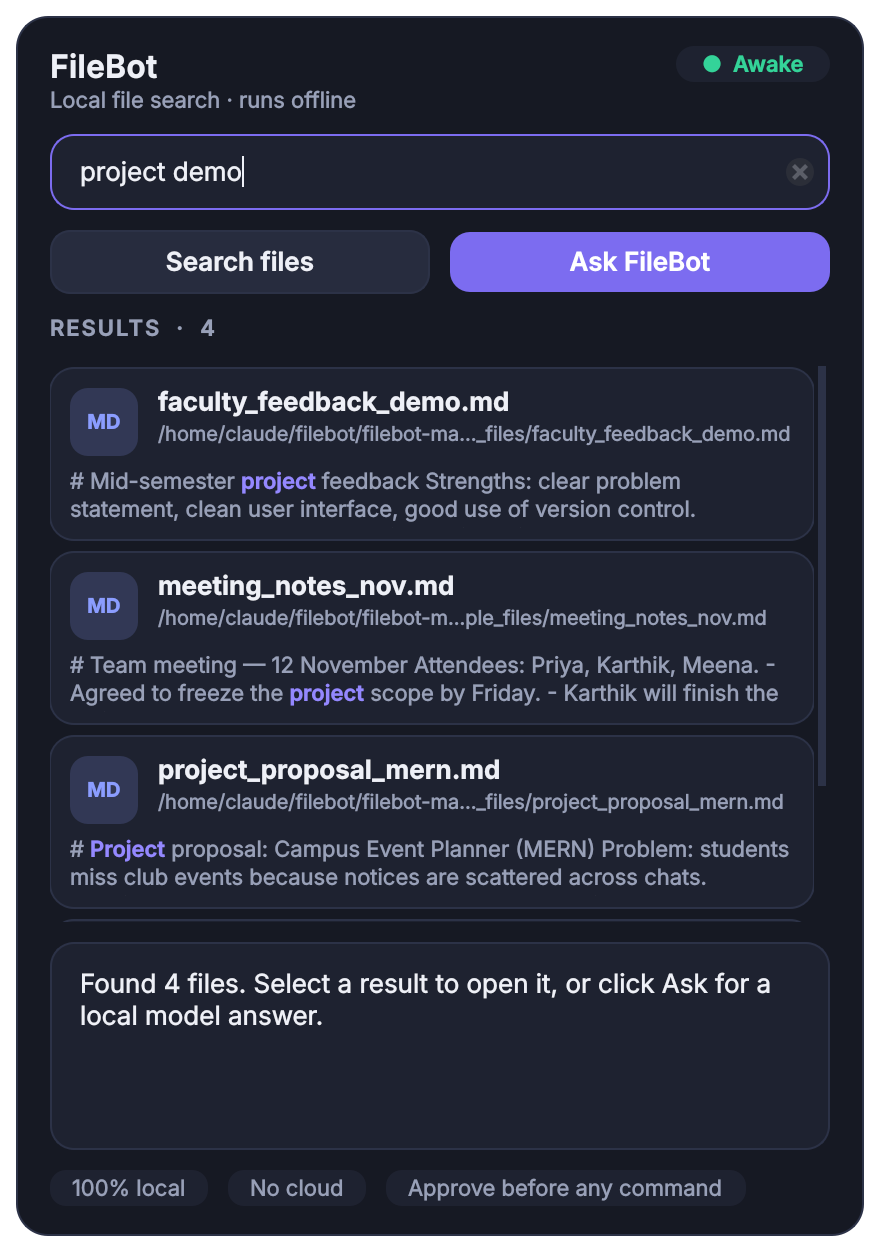 FileBot
Awake
Local file search · runs offline
project demo
Search files
Ask FileBot
RESULTS · 4
MD
faculty_feedback_demo.md
/home/claude/filebot/filebot-ma..._files/faculty_feedback_demo.md
# Mid-semester project feedback Strengths: clear problem
statement, clean user interface, good use of version control.
MD
meeting_notes_nov.md
/home/claude/filebot/filebot-m...ple_files/meeting_notes_nov.md
# Team meeting — 12 November Attendees: Priya, Karthik, Meena. -
Agreed to freeze the project scope by Friday. - Karthik will finish the
MD
project_proposal_mern.md
/home/claude/filebot/filebot-ma..._files/project_proposal_mern.md
# Project proposal: Campus Event Planner (MERN) Problem: students
miss club events because notices are scattered across chats.
Found 4 files. Select a result to open it, or click Ask for a
local model answer.
100% local
No cloud
Approve before any command